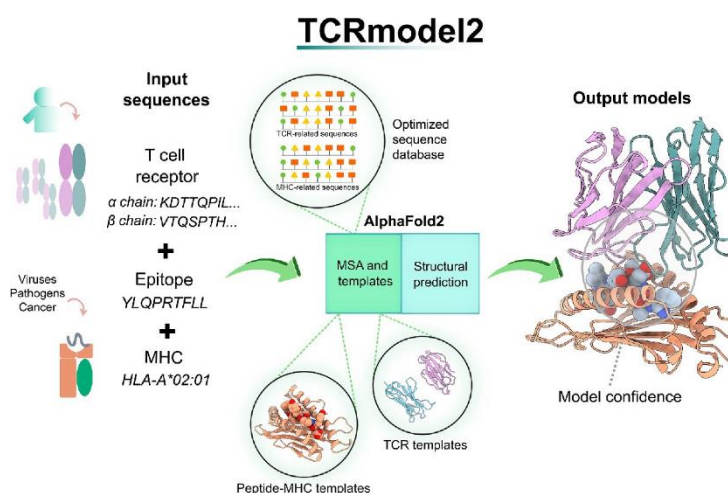 TCRmodel2
Input
sequences
T cell
receptor
α chain: KDTTQPIL...
β chain: VTQSPTH...
+
Viruses
Pathogens
Cancer
Epitope
YLQPRTFLL
+
MHC
HLA-A*02:01
TCR-related sequences
MHC-related sequences
Optimized
sequence
database
AlphaFold2
MSA and
templates
Structural
prediction
TCR templates
Peptide-MHC templates
Output models
Model confidence